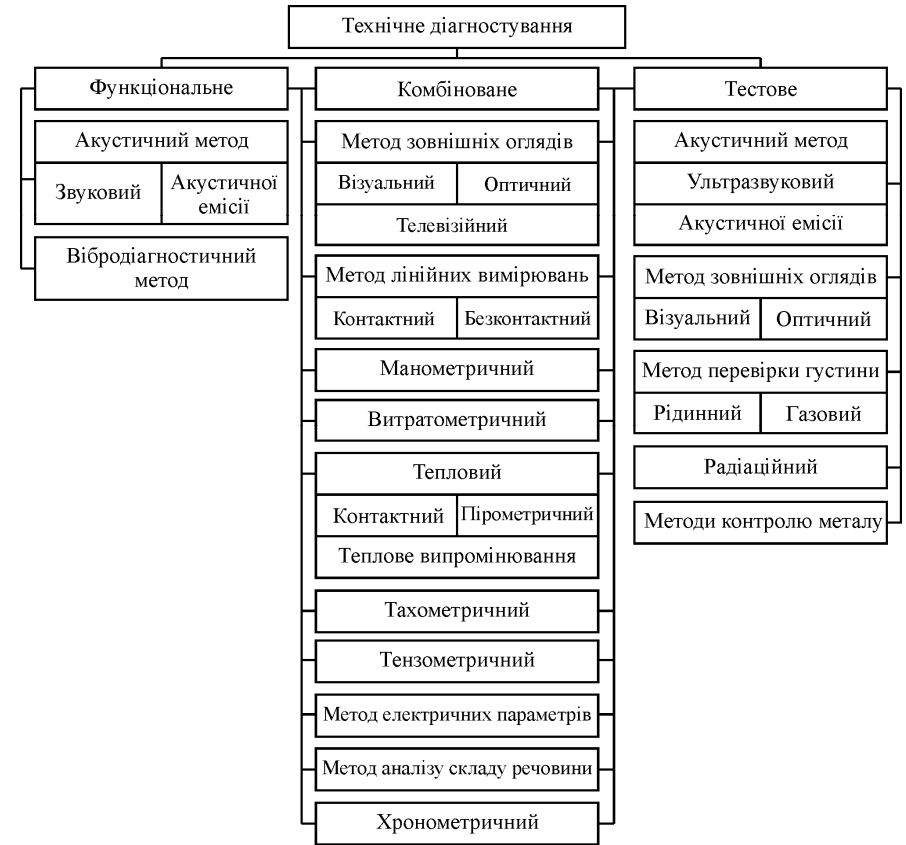 Технічне діагностування
Функціональне
Акустичний метод
Звуковий
Акустичної
емісії
Вібродіагностичний
метод
Комбіноване
Метод зовнішніх оглядів
Візуальний
Оптичний
Телевізійний
Метод лінійних вимірювань
Контактний
Безконтактний
Манометричний
Витратометричний
Тепловий
Контактний
Пірометричний
Теплове випромінювання
Тахометричний
Тензометричний
Метод електричних параметрів
Метод аналізу складу речовини
Хронометричний
Тестове
Акустичний метод
Ультразвуковий
Акустичної емісії
Метод зовнішніх оглядів
Візуальний
Оптичний
Метод перевірки густини
Рідинний
Газовий
Радіаційний
Методи контролю металу